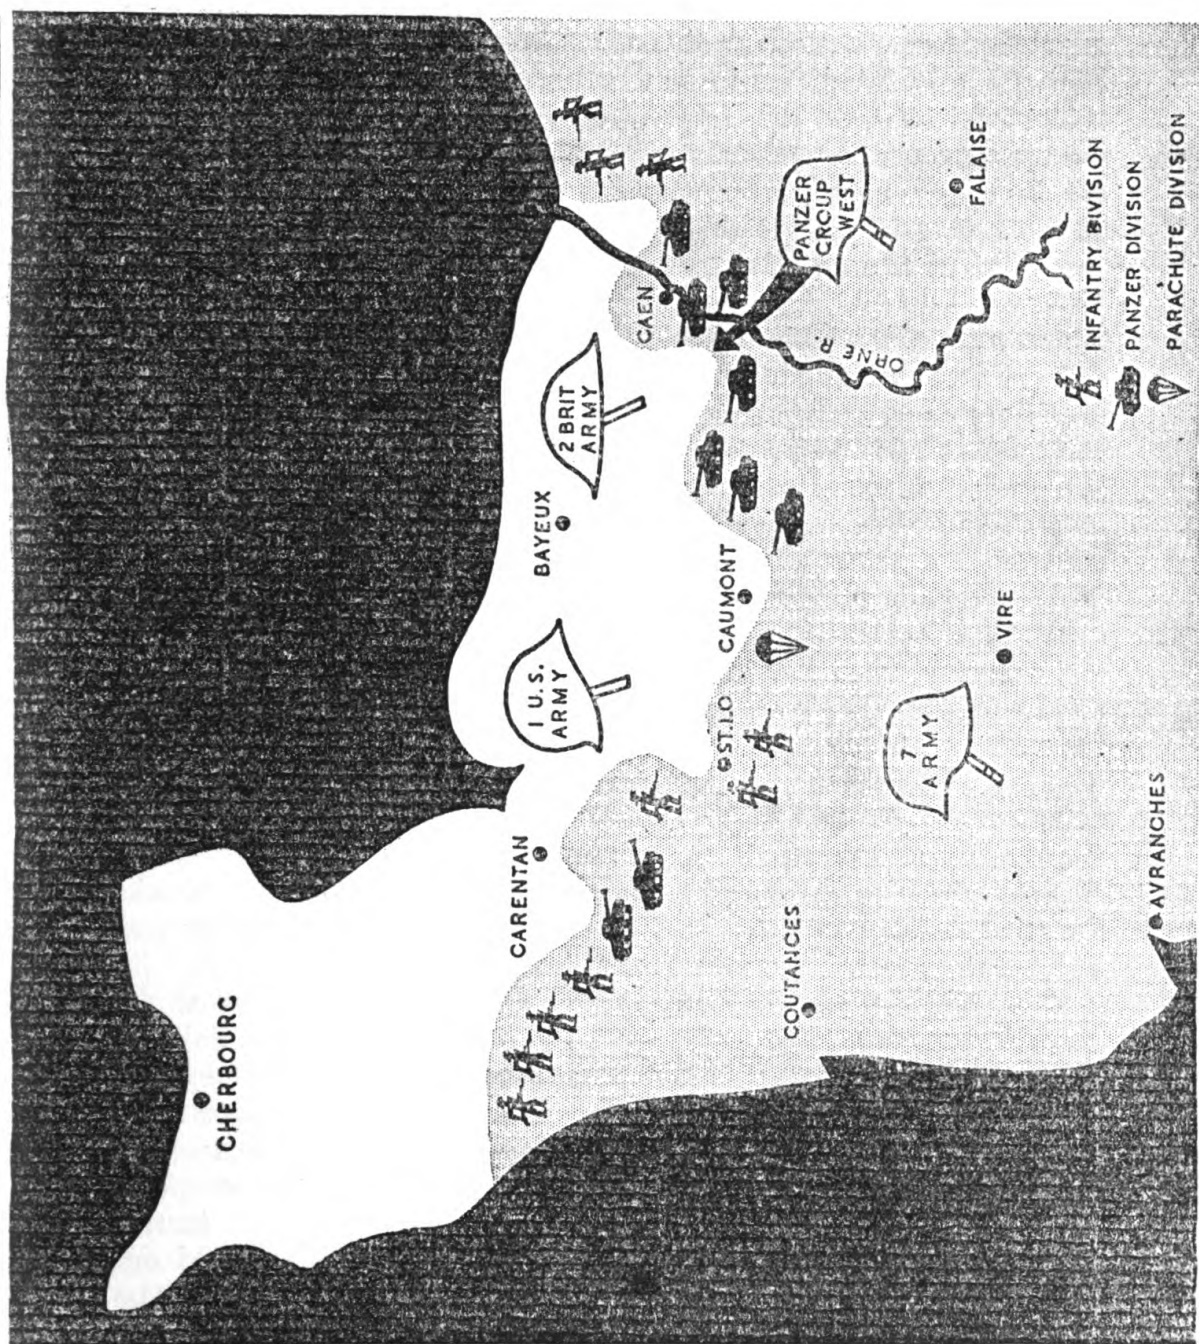 CHERBOURG
CARENTAN
1 U.S.
ARMY
BAYEUX
2 BRIT
ARMY
CAEN
ST.LO
CAUMONT
PANZER
GROUP
WEST
COUTANCES
ORNE R.
7
ARMY
VIRE
FALAISE
AVRANCHES
INFANTRY BIVISION
PANZER DIVISION
PARACHUTE DIVISION